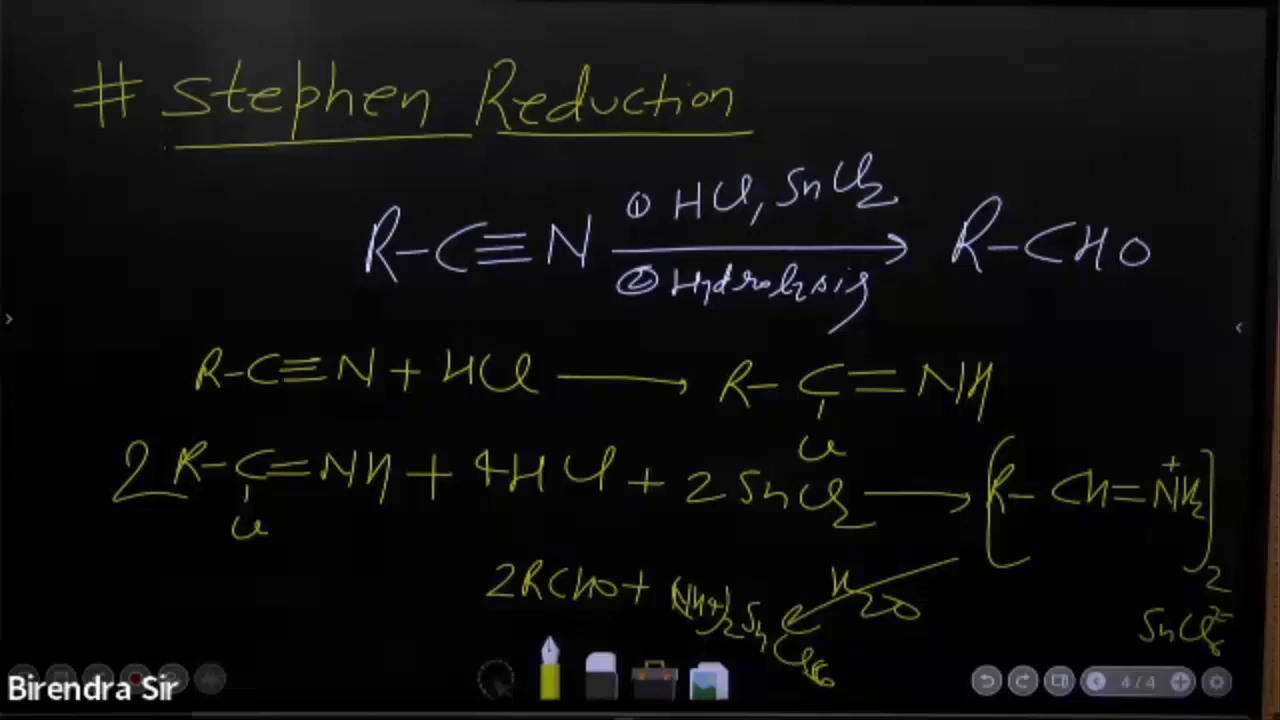 # Stephen Reduction
① HCl, SnCl₂
R-C≡N → R-CHO
② Hydrolysis
R-C≡N + HCl → R-C=NH
Cl
2R-C=NH + 4HCl + 2SnCl₂ → (R-CH=N⁺H₂)₂
Cl
SnCl₆²⁻
H₂O
2RCHO + (NH₄)₂SnCl₆
Birendra Sir
4/4